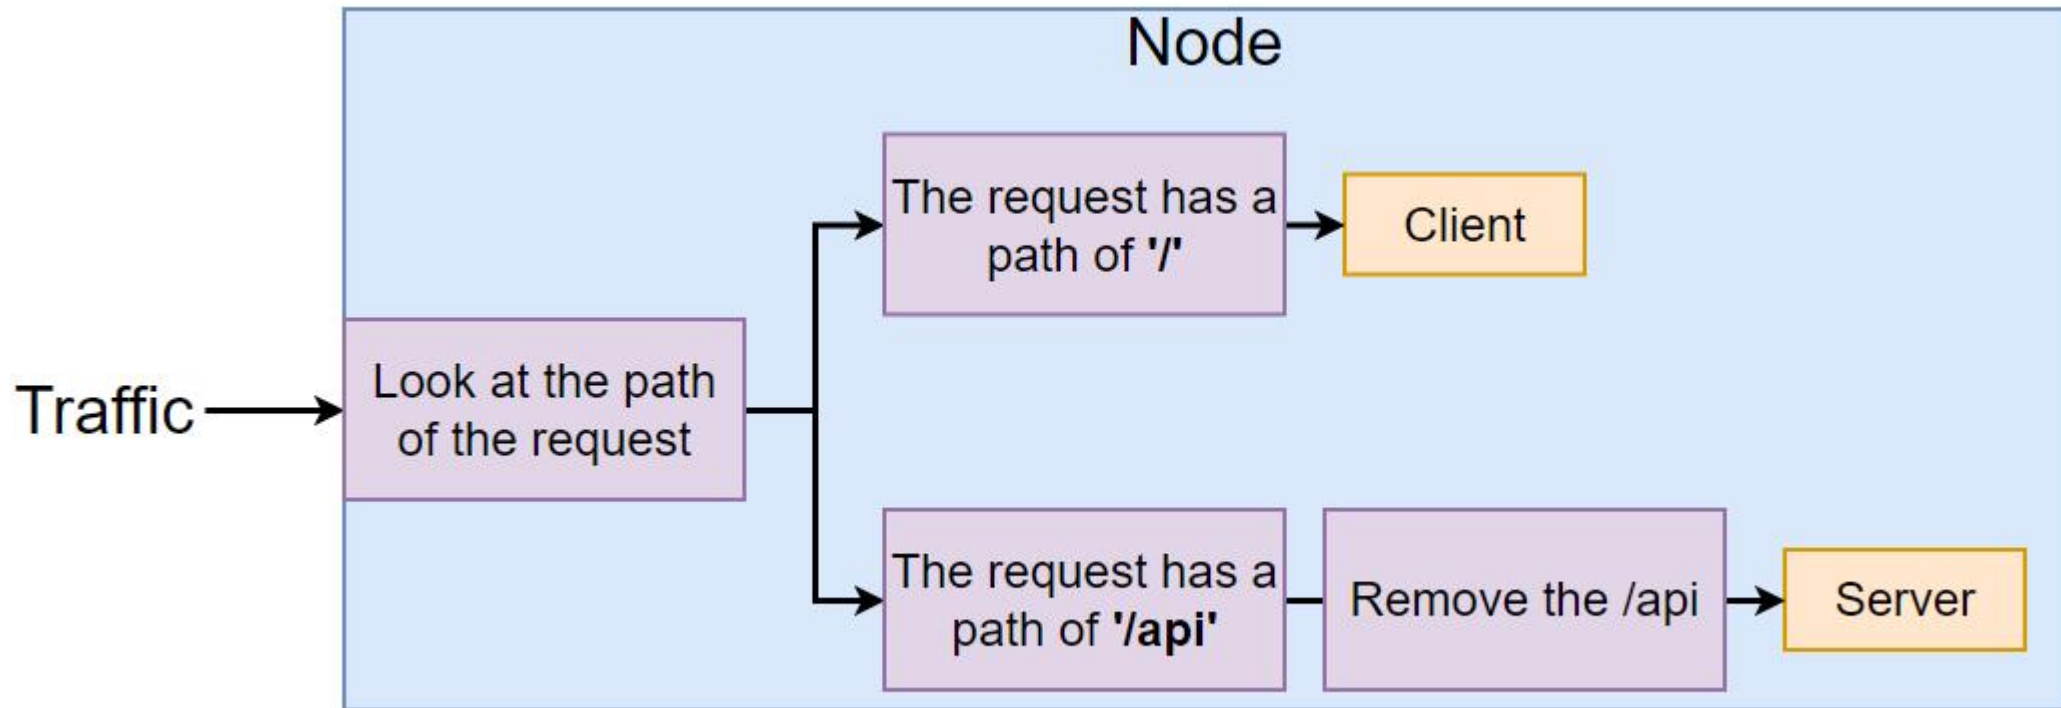 Node
Traffic
Look at the path
of the request
The request has a
path of '/'
Client
The request has a
path of '/api'
Remove the /api
Server